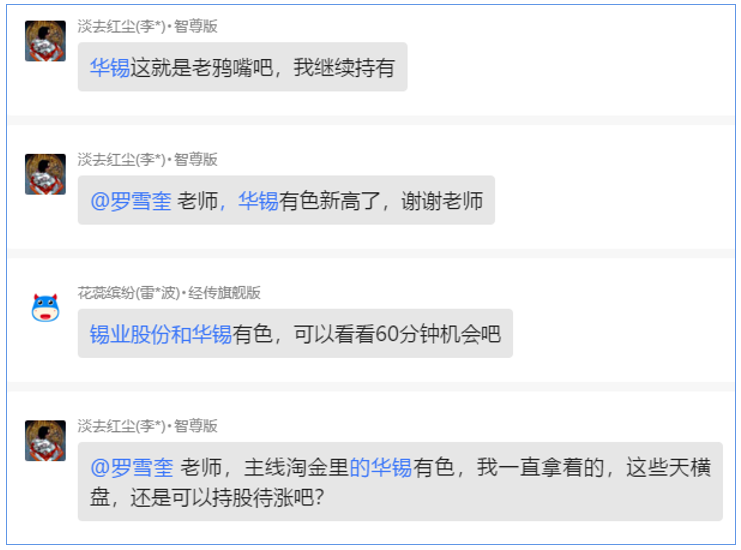 淡去红尘(李*)•智尊版
华锡这就是老鸦嘴吧，我继续持有
淡去红尘(李*)•智尊版
@罗雪奎 老师，华锡有色新高了，谢谢老师
花蕊缤纷(雷*波)•经传旗舰版
锡业股份和华锡有色，可以看看60分钟机会吧
淡去红尘(李*)•智尊版
@罗雪奎 老师，主线淘金里的华锡有色，我一直拿着的，这些天横
盘，还是可以持股待涨吧？